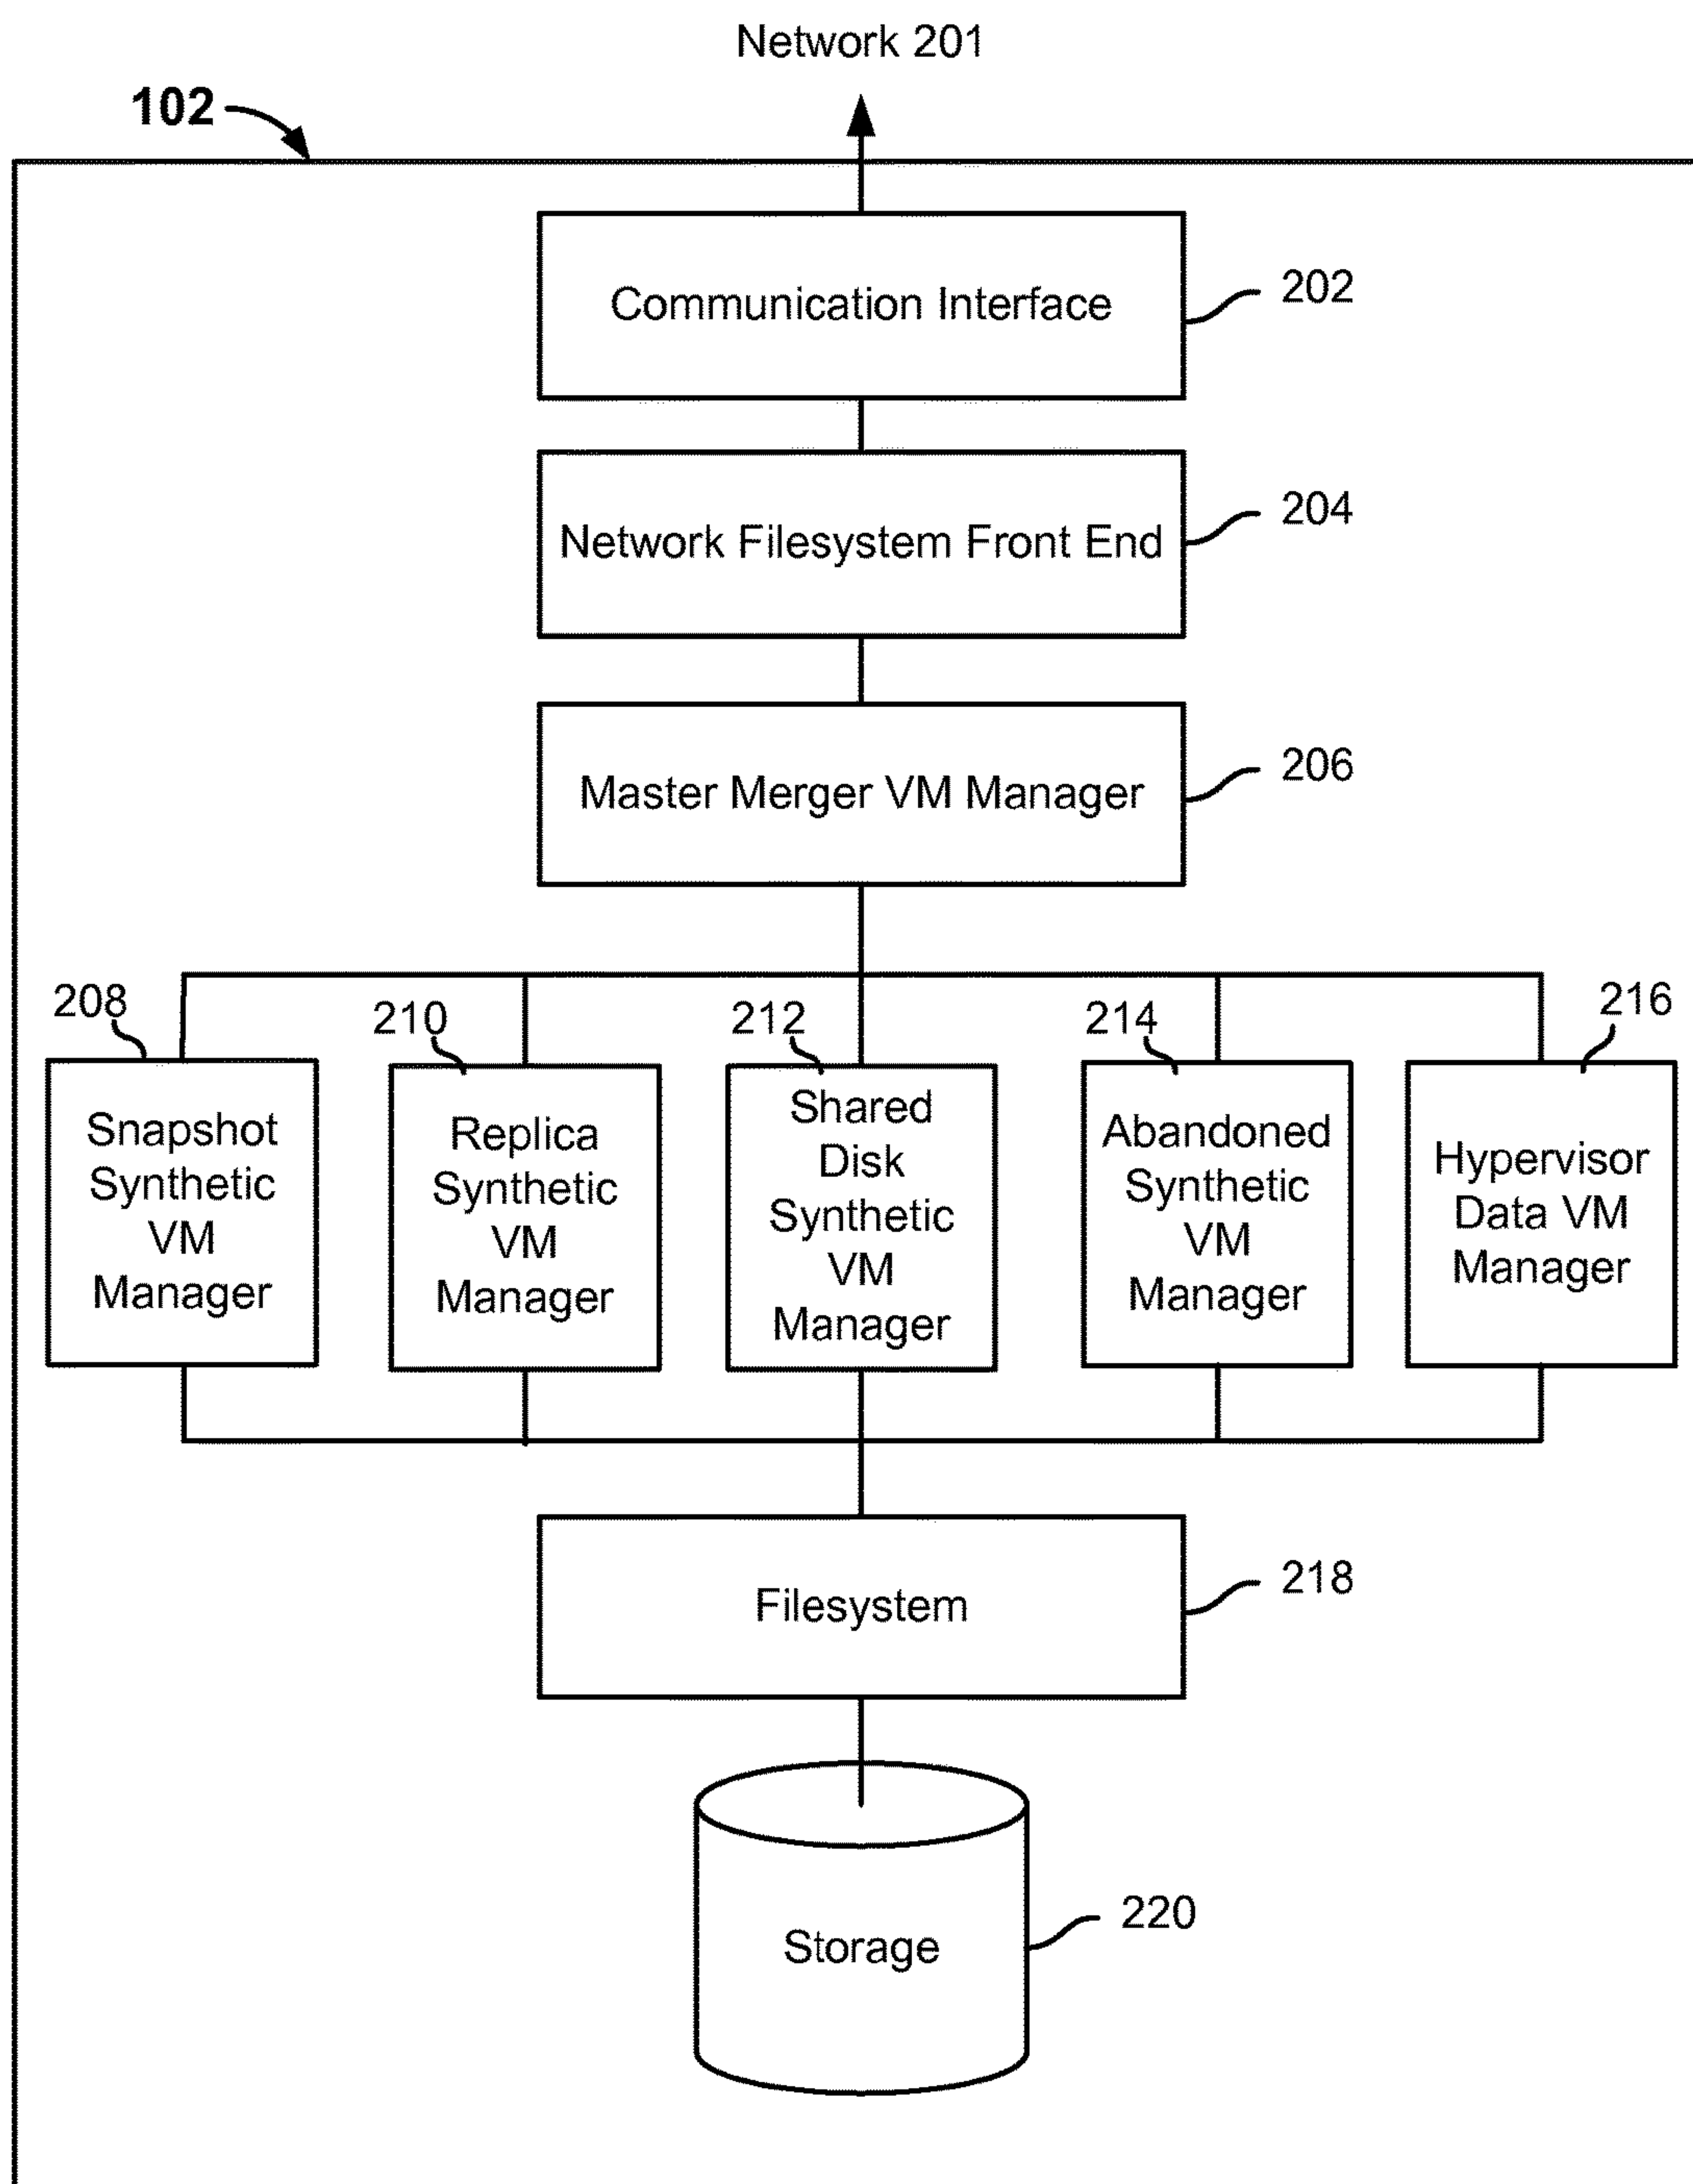 Network 201
102
Communication Interface
202
Network Filesystem Front End
204
Master Merger VM Manager
206
208
210
212
214
216
Snapshot
Synthetic
VM
Manager
Replica
Synthetic
VM
Manager
Shared
Disk
Synthetic
VM
Manager
Abandoned
Synthetic
VM
Manager
Hypervisor
Data VM
Manager
Filesystem
218
Storage
220